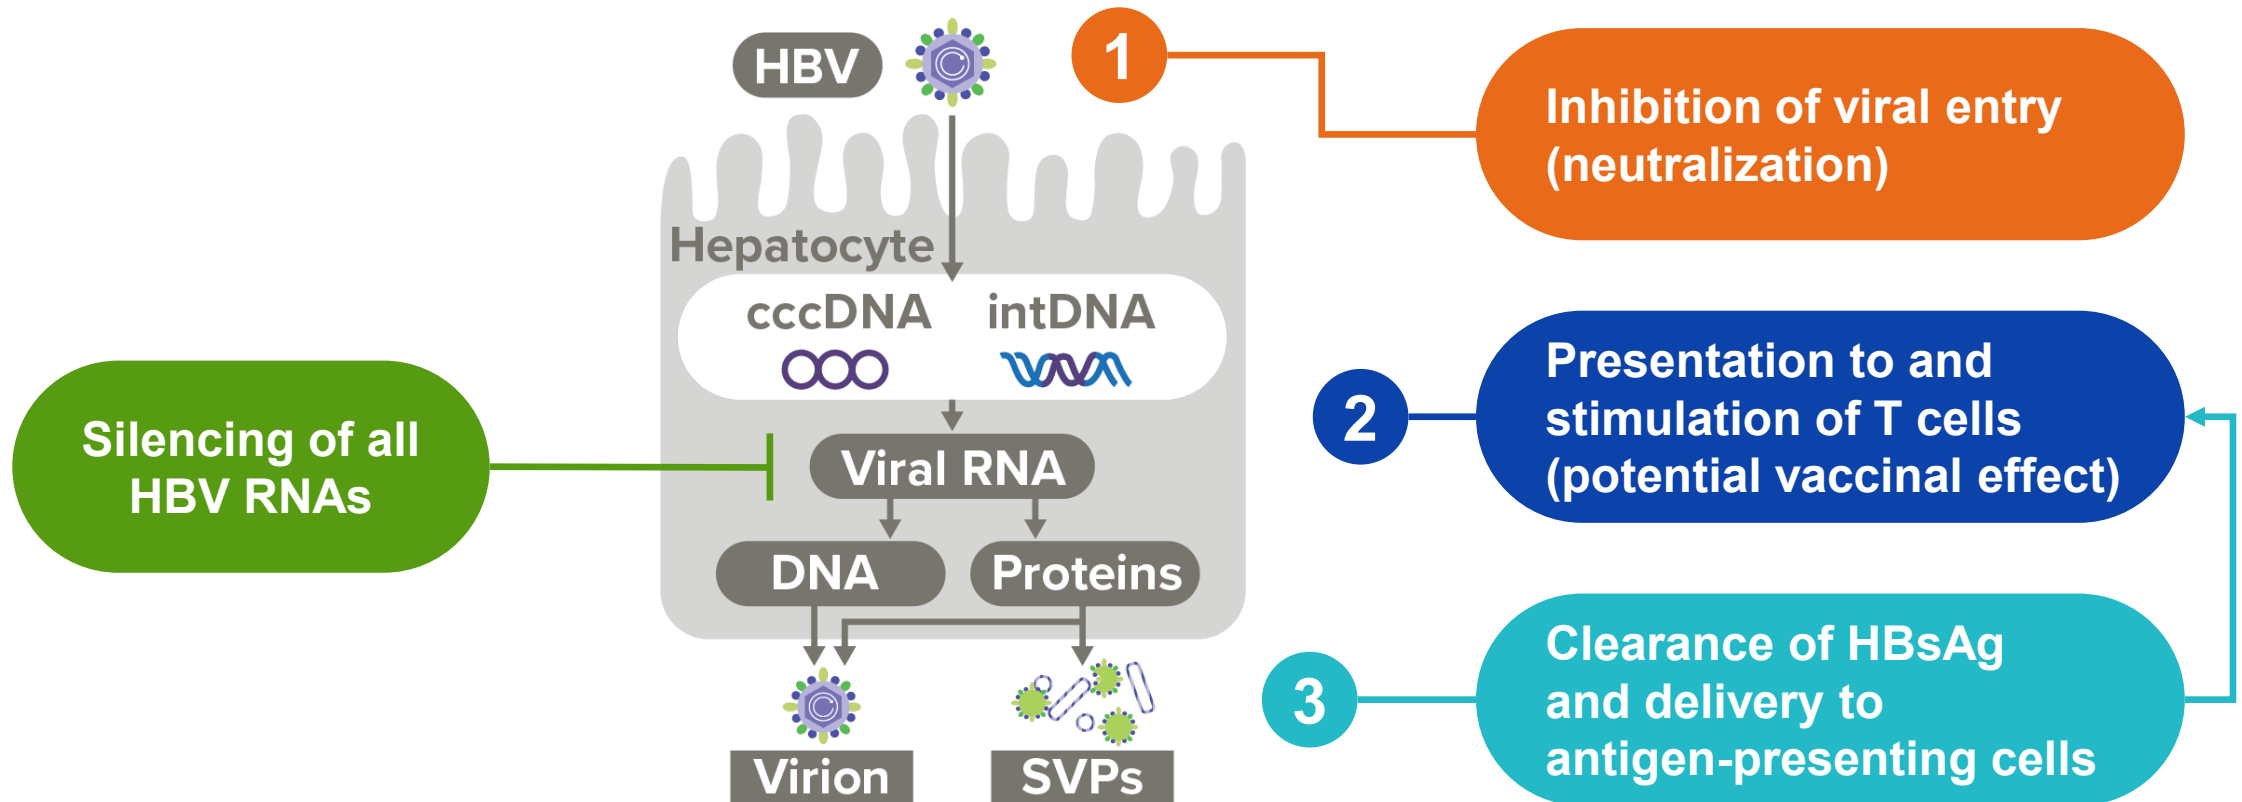 HBV
1
Inhibition of viral entry
(neutralization)
Hepatocyte
cccDNA
intDNA
Silencing of all
HBV RNAs
Viral RNA
2
Presentation to and
stimulation of T cells
(potential vaccinal effect)
DNA
Proteins
3
Clearance of HBsAg
and delivery to
antigen-presenting cells
Virion
SVPs